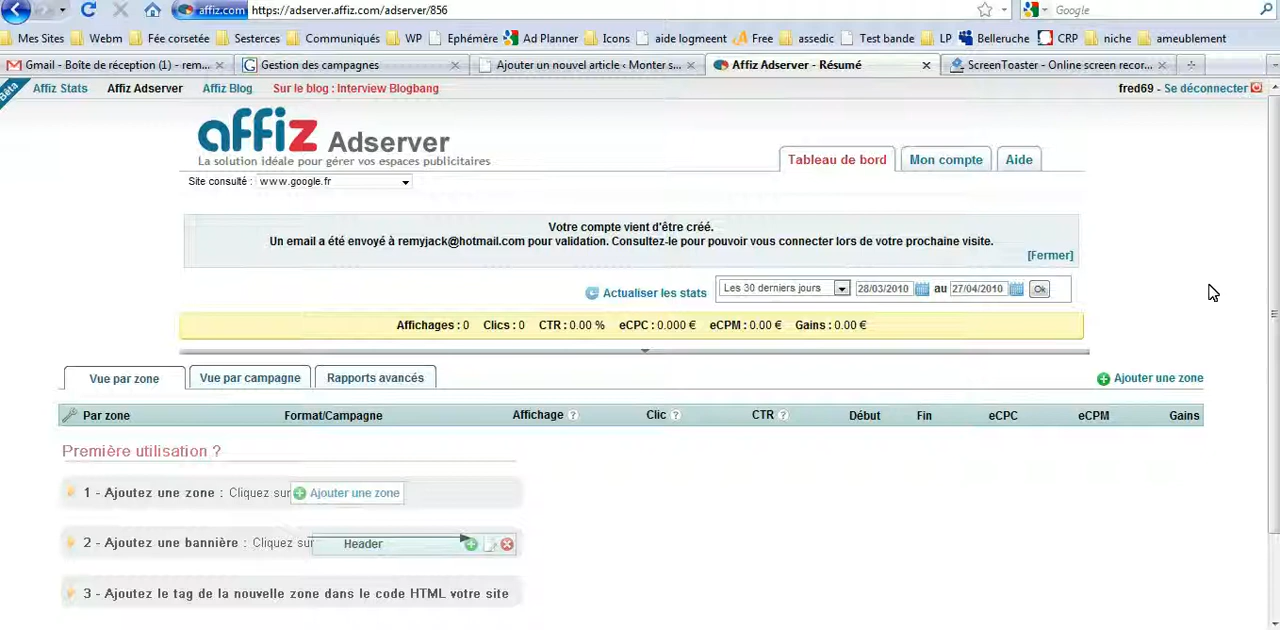 affiz.com https://adserver.affiz.com/adserver/856 Google
Mes Sites Webm Fée corsetée Sesterces Communiqués WP Ephémère Ad Planner Icons aide logmeent Free assedic Test bande LP Belleruche CRP niche ameublement
Gmail - Boîte de réception (1) - rem... Gestion des campagnes Ajouter un nouvel article ‹ Monter s... Affiz Adserver - Résumé ScreenToaster - Online screen recor...
Bêta Affiz Stats Affiz Adserver Affiz Blog Sur le blog : Interview Blogbang fred69 - Se déconnecter
affiz Adserver
La solution idéale pour gérer vos espaces publicitaires
Tableau de bord Mon compte Aide
Site consulté : www.google.fr
Votre compte vient d'être créé.
Un email a été envoyé à remyjack@hotmail.com pour validation. Consultez-le pour pouvoir vous connecter lors de votre prochaine visite.
[Fermer]
Actualiser les stats Les 30 derniers jours 28/03/2010 au 27/04/2010 Ok
Affichages : 0 Clics : 0 CTR : 0.00 % eCPC : 0.000 € eCPM : 0.00 € Gains : 0.00 €
Vue par zone Vue par campagne Rapports avancés Ajouter une zone
Par zone Format/Campagne Affichage ? Clic ? CTR ? Début Fin eCPC eCPM Gains
Première utilisation ?
1 - Ajoutez une zone : Cliquez sur Ajouter une zone
2 - Ajoutez une bannière : Cliquez sur Header
3 - Ajoutez le tag de la nouvelle zone dans le code HTML votre site